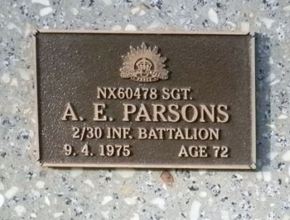 NX60478 SGT.
A. E. PARSONS
2/30 INF. BATTALION
9. 4. 1975 AGE 72